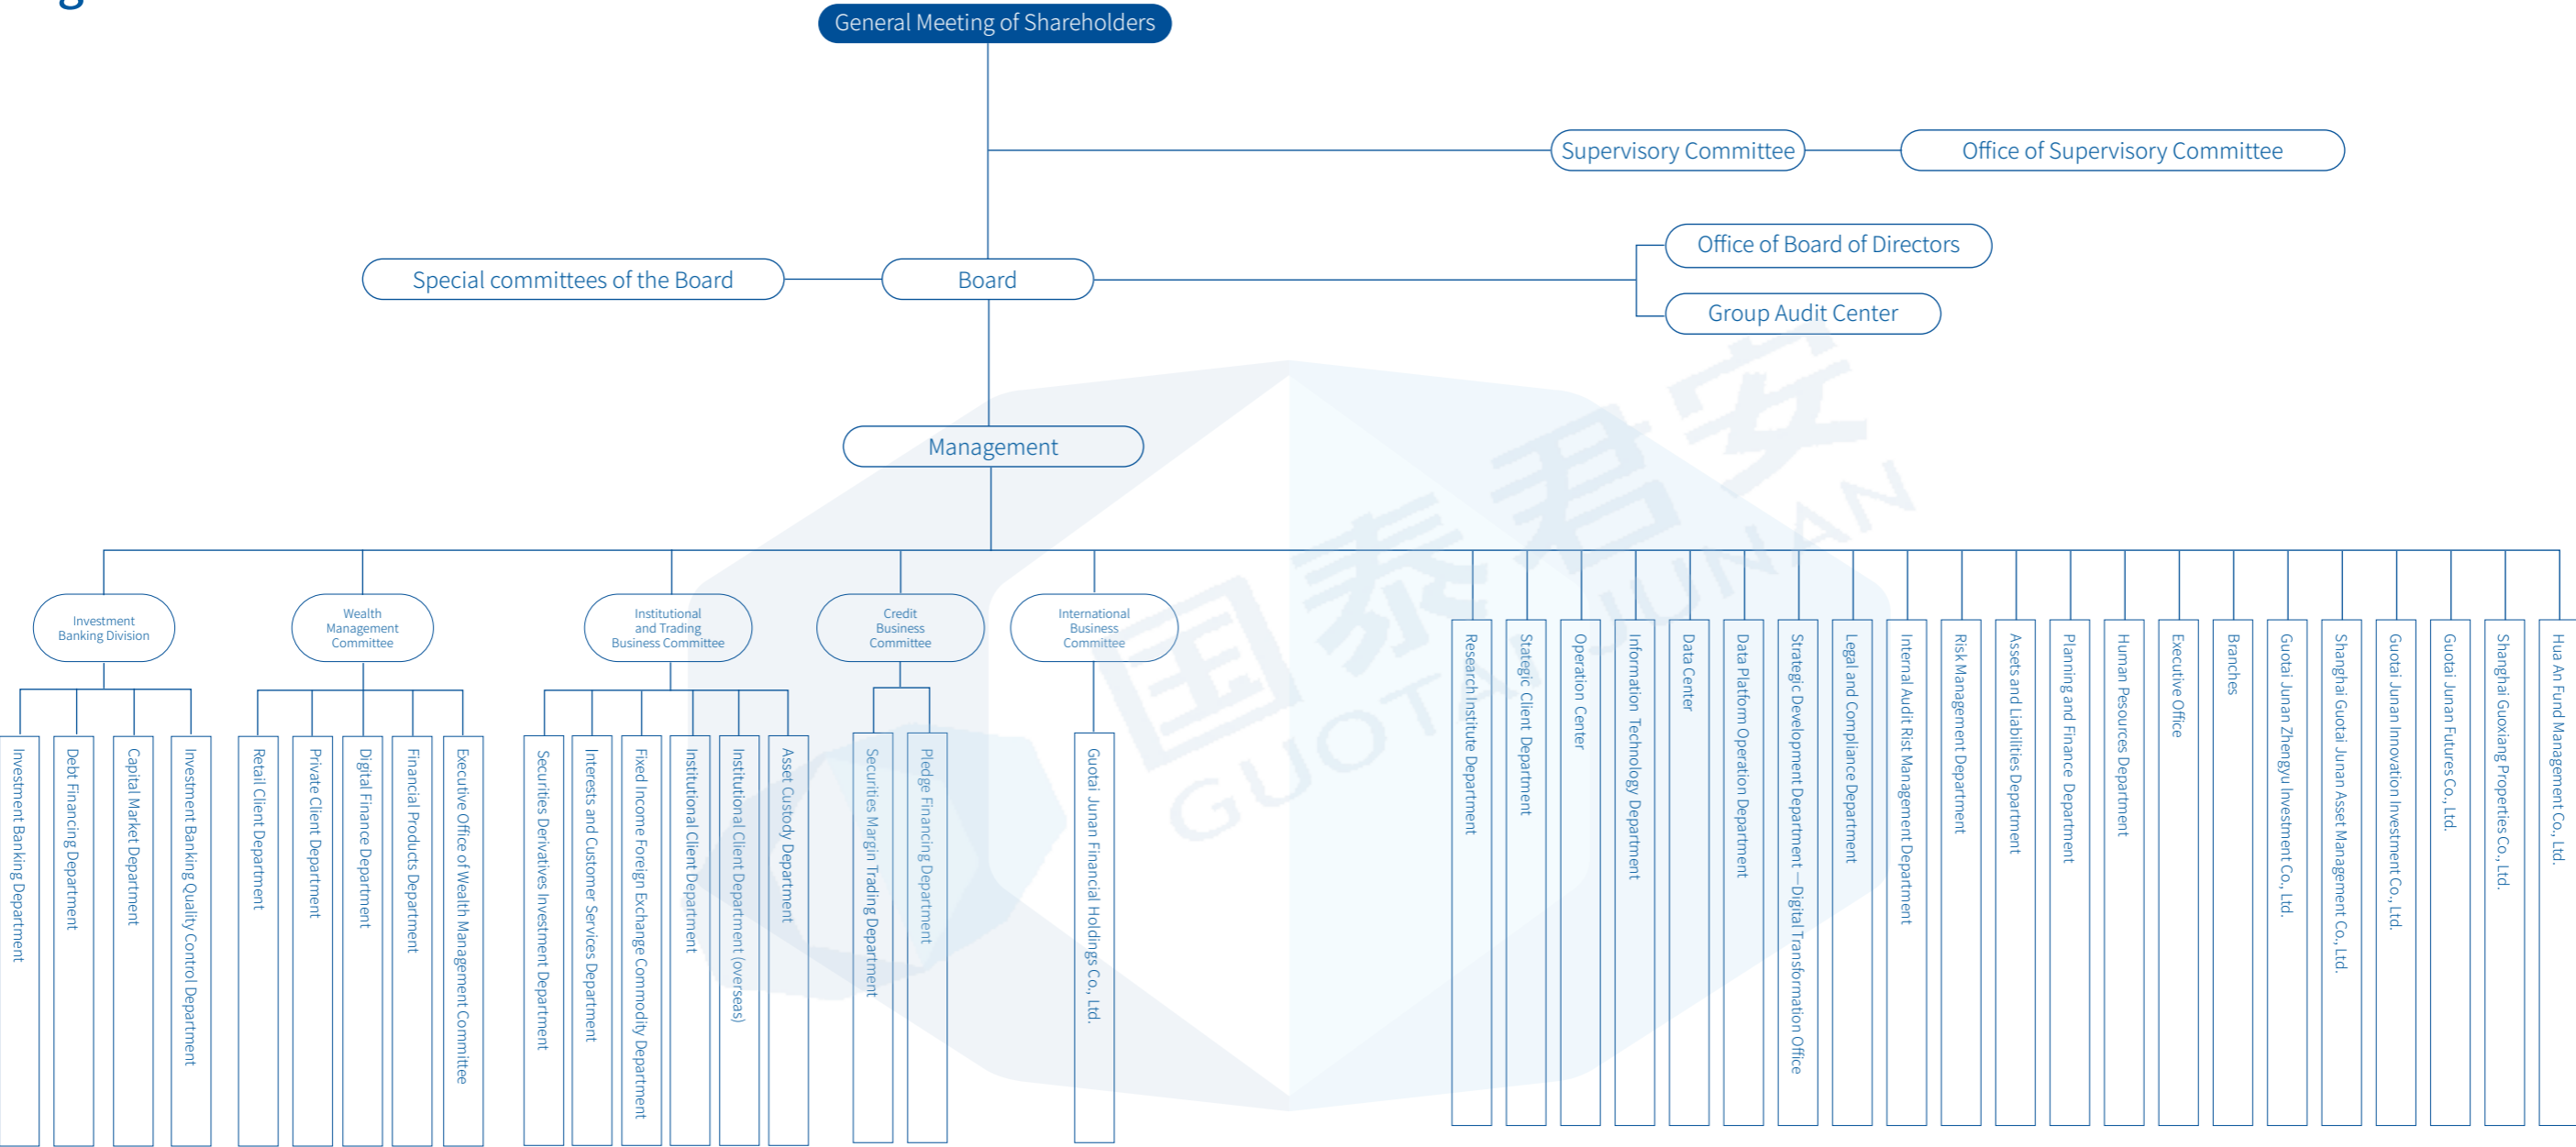 General Meeting of Shareholders
Supervisory Committee
Office of Supervisory Committee
Office of Board of Directors
Special committees of the Board
Board
Group Audit Center
Management
Investment
Banking Division
Wealth
Management
Committee
Institutional
and Trading
Business Committee
Credit
Business
Committee
International
Business
Committee
Investment Banking Department
Debt Financing Department
Capital Market Department
Investment Banking Quality Control Department
Retail Client Department
Private Client Department
Digital Finance Department
Financial Products Department
Executive Office of Wealth Management Committee
Securities Derivatives Investment Department
Interests and Customer Services Department
Fixed Income Foreign Exchange Commodity Department
Institutional Client Department
Institutional Client Department (overseas)
Asset Custody Department
Securities Margin Trading Department
Pledge Financing Department
Guotai Junan Financial Holdings Co., Ltd.
Research Institute Department
Stategic Client Department
Operation Center
Information Technology Department
Data Center
Data Platform Operation Department
Strategic Development Department—Digital Transformation Office
Legal and Compliance Department
Internal Audit Rist Management Department
Risk Management Department
Assets and Liabilities Department
Planning and Finance Department
Human Pesources Department
Executive Office
Branches
Guotai Junan Zhengyu Investment Co., Ltd.
Shanghai Guotai Junan Asset Management Co., Ltd.
Guotai Junan Innovation Investment Co., Ltd.
Guotai Junan Futures Co., Ltd.
Shanghai Guoxiang Properties Co., Ltd.
Hua An Fund Management Co., Ltd.
国泰君安
GUOTAI JUNAN